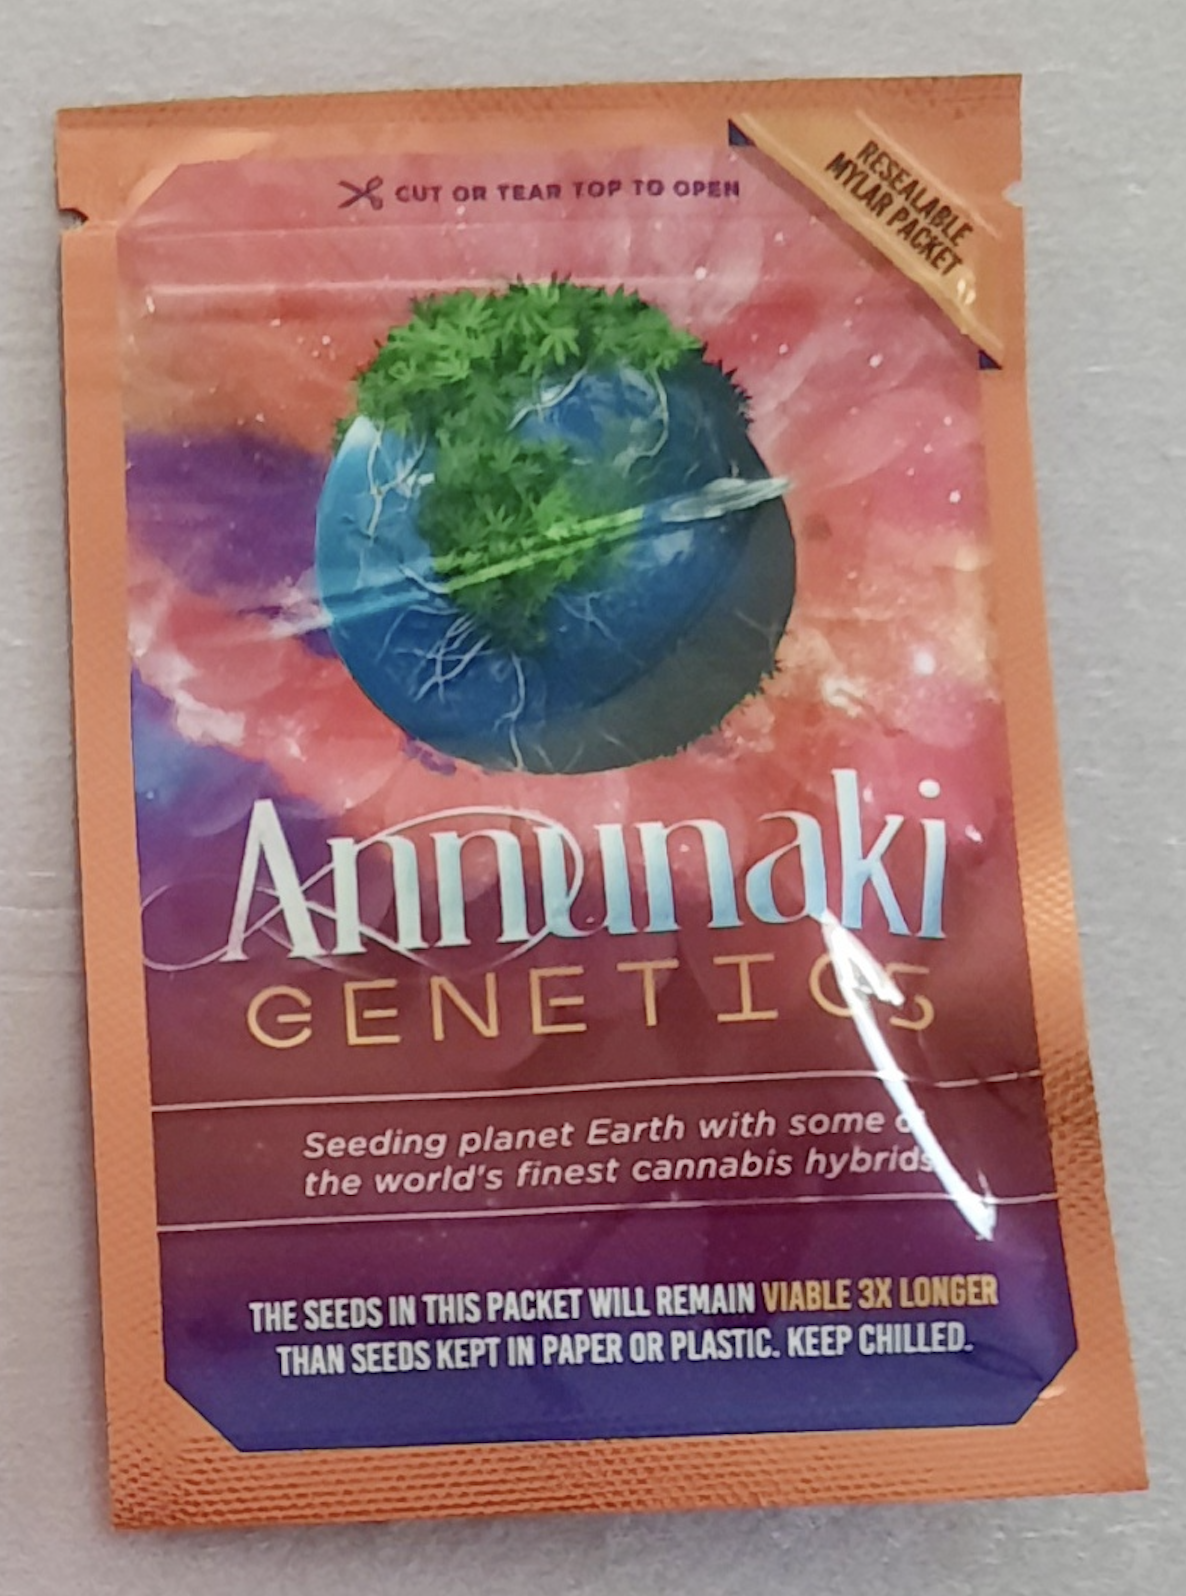 CUT OR TEAR TOP TO OPEN
RESEALABLE
MYLAR PACKET
Annunaki
GENETICS
Seeding planet Earth with some
the world's finest cannabis hybrids
THE SEEDS IN THIS PACKET WILL REMAIN VIABLE 3X LONGER
THAN SEEDS KEPT IN PAPER OR PLASTIC. KEEP CHILLED.